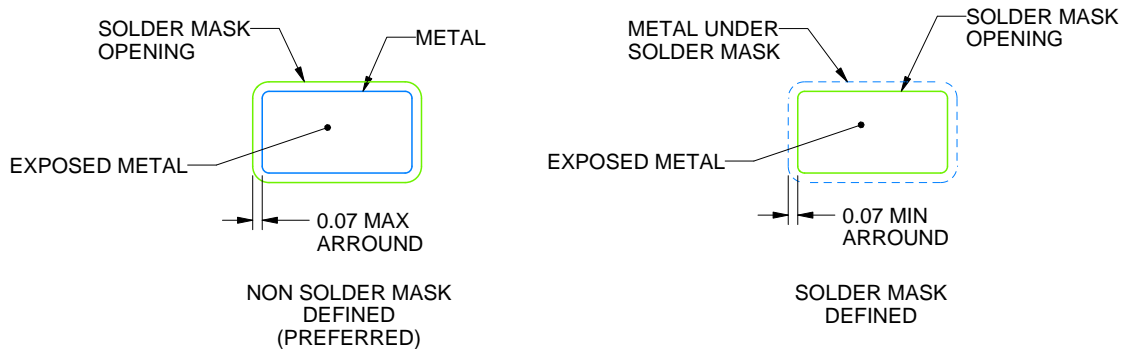 SOLDER MASK
OPENING
METAL
EXPOSED METAL
0.07 MAX
ARROUND
NON SOLDER MASK
DEFINED
(PREFERRED)
METAL UNDER
SOLDER MASK
SOLDER MASK
OPENING
EXPOSED METAL
0.07 MIN
ARROUND
SOLDER MASK
DEFINED